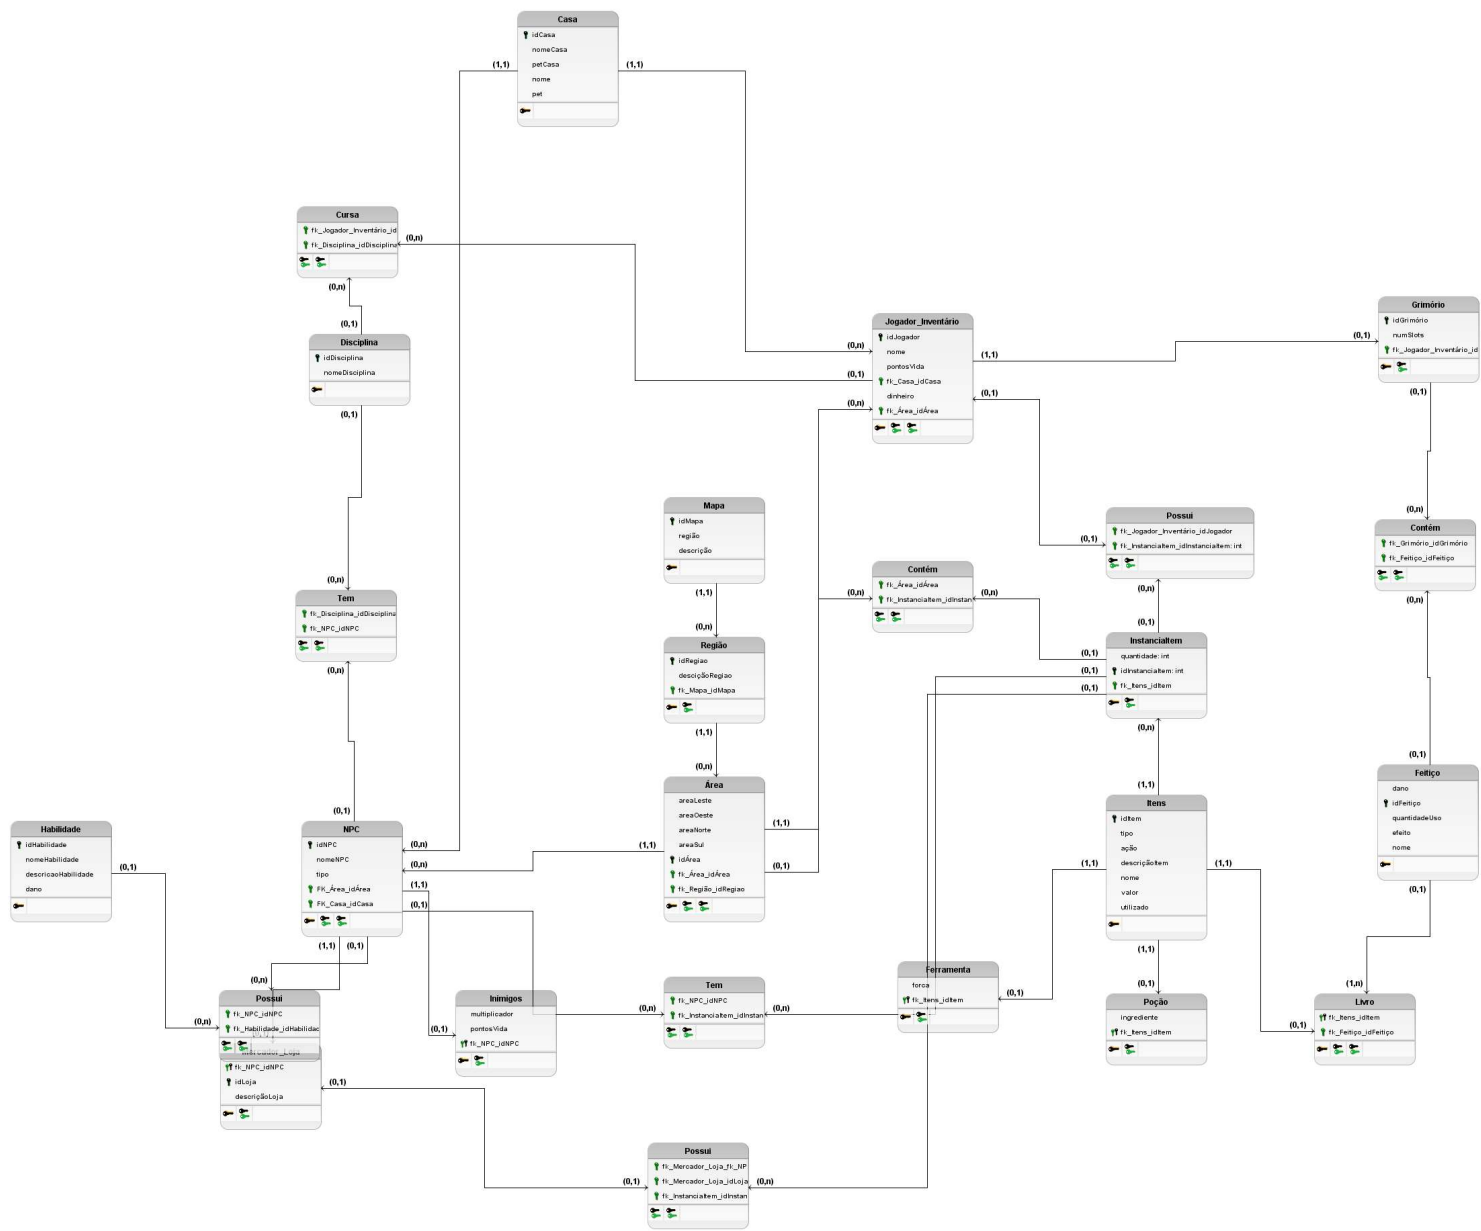 Casa
idCasa
nomeCasa
petCasa
nome
pet
(1,1)
(1,1)
Cursa
fk_Jogador_Inventário_id
fk_Disciplina_idDisciplina
(0,n)
(0,n)
(0,1)
Disciplina
idDisciplina
nomeDisciplina
(0,1)
Jogador_Inventário
idJogador
nome
pontosVida
fk_Casa_idCasa
dinheiro
fk_Área_idÁrea
(0,n)
(0,1)
(0,n)
(1,1)
(0,1)
Grimório
idGrimório
numSlots
fk_Jogador_Inventário_id
(0,1)
(0,1)
Mapa
idMapa
região
descrição
(1,1)
(0,n)
Possui
fk_Jogador_Inventário_idJogador
fk_InstanciaItem_idInstanciaItem: int
(0,1)
(0,n)
(0,1)
Contém
fk_Grimório_idGrimório
fk_Feitiço_idFeitiço
(0,n)
(0,n)
Contém
fk_Área_idÁrea
fk_InstanciaItem_idInstan
(0,n)
(0,n)
Tem
fk_Disciplina_idDisciplina
fk_NPC_idNPC
(0,n)
(0,n)
Região
idRegiao
desciçãoRegiao
fk_Mapa_idMapa
(1,1)
(0,n)
InstanciaItem
quantidade: int
idInstanciaItem: int
fk_Itens_idItem
(0,1)
(0,1)
(0,1)
(0,n)
(1,1)
Área
areaLeste
areaOeste
areaNorte
areaSul
idÁrea
fk_Área_idÁrea
fk_Região_idRegiao
(1,1)
(1,1)
(0,1)
Feitiço
dano
idFeitiço
quantidadeUso
efeito
nome
(0,1)
(0,1)
Itens
idItem
tipo
ação
descriçãoItem
nome
valor
utilizado
(1,1)
(1,1)
(1,1)
Habilidade
idHabilidade
nomeHabilidade
descricaoHabilidade
dano
(0,1)
NPC
idNPC
nomeNPC
tipo
FK_Área_idÁrea
FK_Casa_idCasa
(0,1)
(0,n)
(0,n)
(1,1)
(0,1)
(1,1)
(0,1)
Possui
fk_NPC_idNPC
fk_Habilidade_idHabilidad
(0,n)
(0,n)
Mercador_Loja
fk_NPC_idNPC
idLoja
descriçãoLoja
(0,1)
Inimigos
multiplicador
pontosVida
fk_NPC_idNPC
(0,1)
Tem
fk_NPC_idNPC
fk_InstanciaItem_idInstan
(0,n)
(0,n)
Ferramenta
forca
fk_Itens_idItem
(0,1)
Poção
ingrediente
fk_Itens_idItem
(0,1)
Livro
fk_Itens_idItem
fk_Feitiço_idFeitiço
(1,n)
(0,1)
Possui
fk_Mercador_Loja_fk_NP
fk_Mercador_Loja_idLoja
fk_InstanciaItem_idInstan
(0,1)
(0,n)